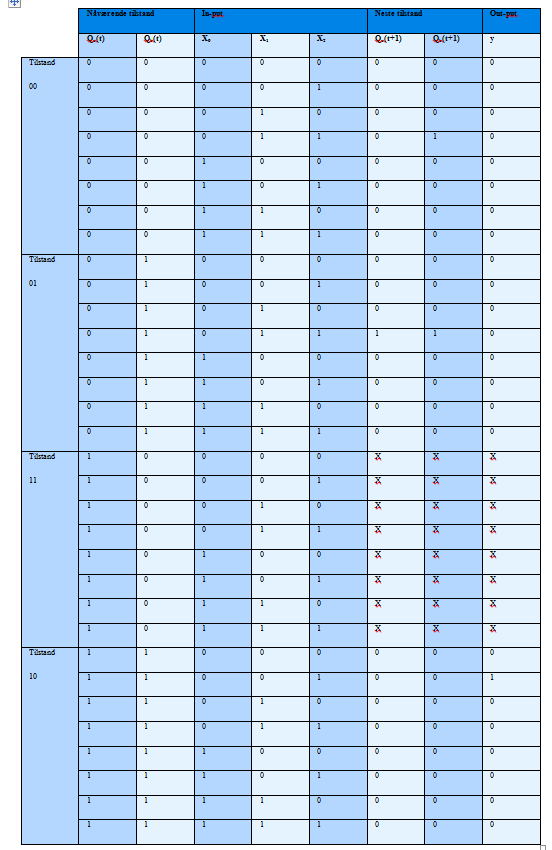 Nåværende tilstand In-put Neste tilstand Out-put
X₀ X₁ X₂ y
Tilstand 0 0 0 0 0 0 0 0
00 0 0 0 0 1 0 0 0
0 0 0 1 0 0 0 0
0 0 0 1 1 0 1 0
0 0 1 0 0 0 0 0
0 0 1 0 1 0 0 0
0 0 1 1 0 0 0 0
0 0 1 1 1 0 0 0
Tilstand 0 1 0 0 0 0 0 0
01 0 1 0 0 1 0 0 0
0 1 0 1 0 0 0 0
0 1 0 1 1 1 1 0
0 1 1 0 0 0 0 0
0 1 1 0 1 0 0 0
0 1 1 1 0 0 0 0
0 1 1 1 1 0 0 0
Tilstand 1 0 0 0 0 X X X
11 1 0 0 0 1 X X X
1 0 0 1 0 X X X
1 0 0 1 1 X X X
1 0 1 0 0 X X X
1 0 1 0 1 X X X
1 0 1 1 0 X X X
1 0 1 1 1 X X X
Tilstand 1 1 0 0 0 0 0 0
10 1 1 0 0 1 0 0 1
1 1 0 1 0 0 0 0
1 1 0 1 1 0 0 0
1 1 1 0 0 0 0 0
1 1 1 0 1 0 0 0
1 1 1 1 0 0 0 0
1 1 1 1 1 0 0 0